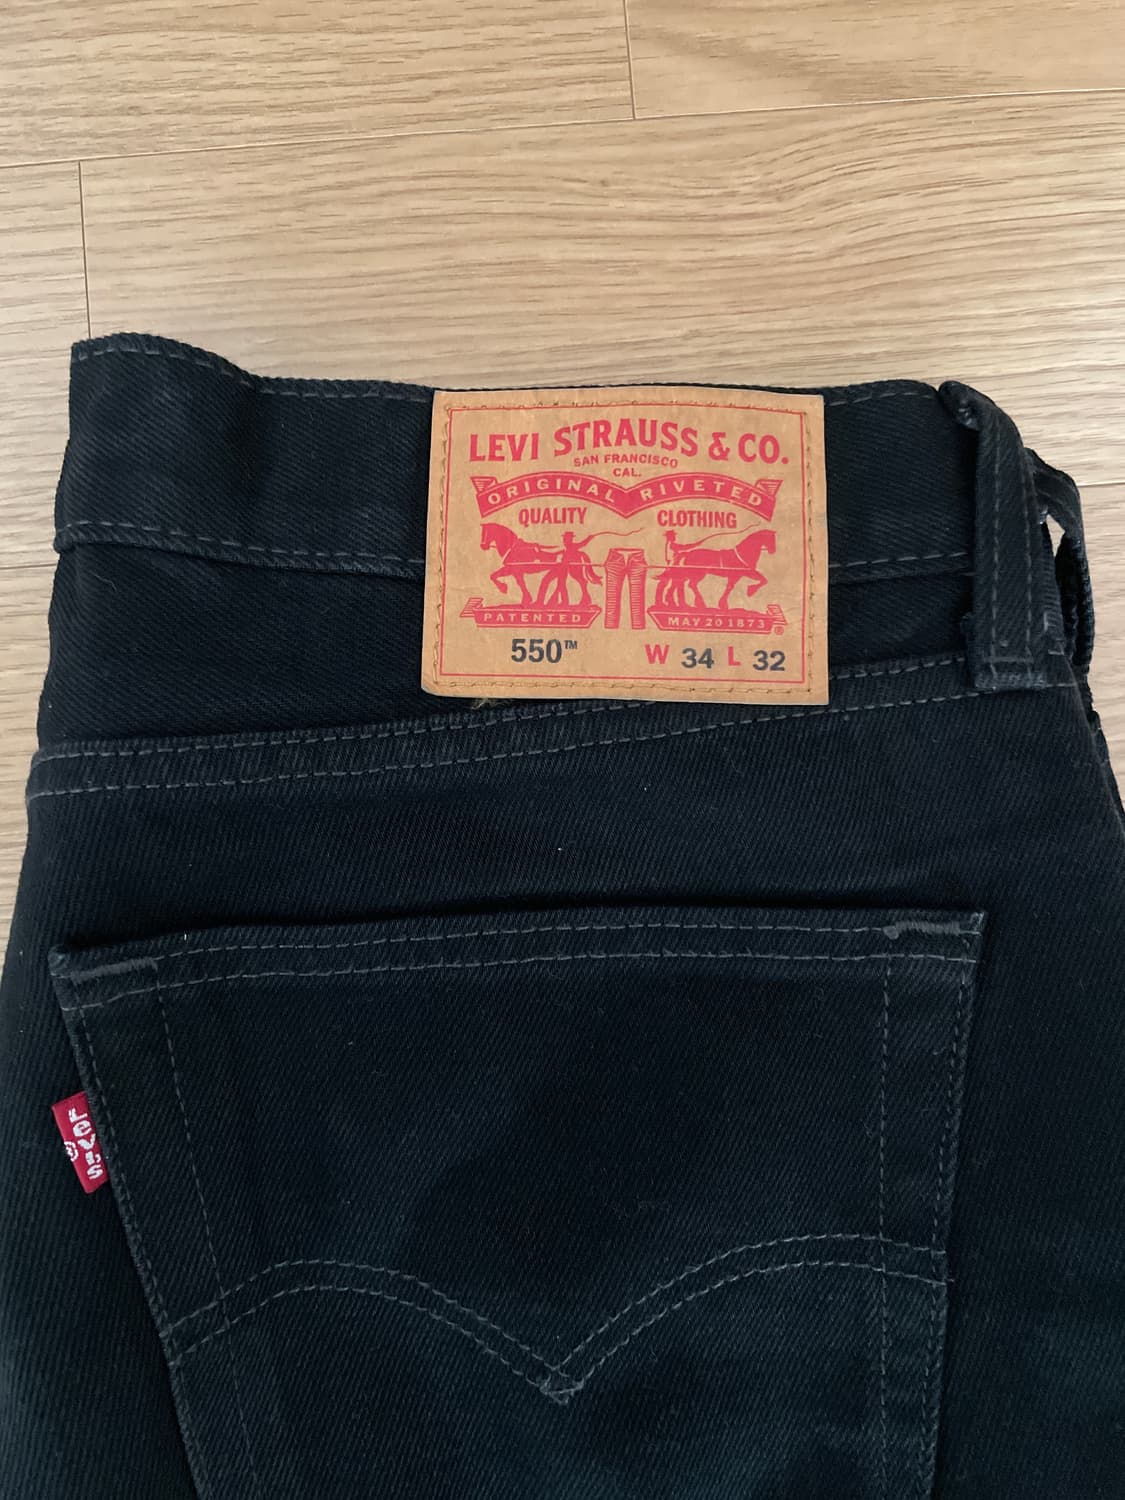 LEVI STRAUSS & CO.
SAN FRANCISCO
CAL.
ORIGINAL RIVETED
QUALITY CLOTHING
PATENTED MAY 20 1873 ®
550™ W 34 L 32
LEVI'S ®